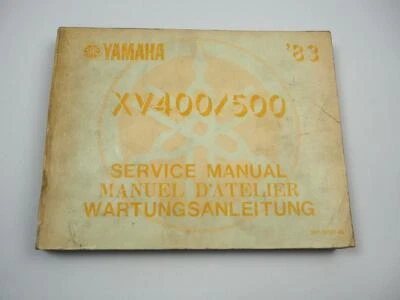 YAMAHA '83
XV400/500
SERVICE MANUAL
MANUEL D'ATELIER
WARTUNGSANLEITUNG